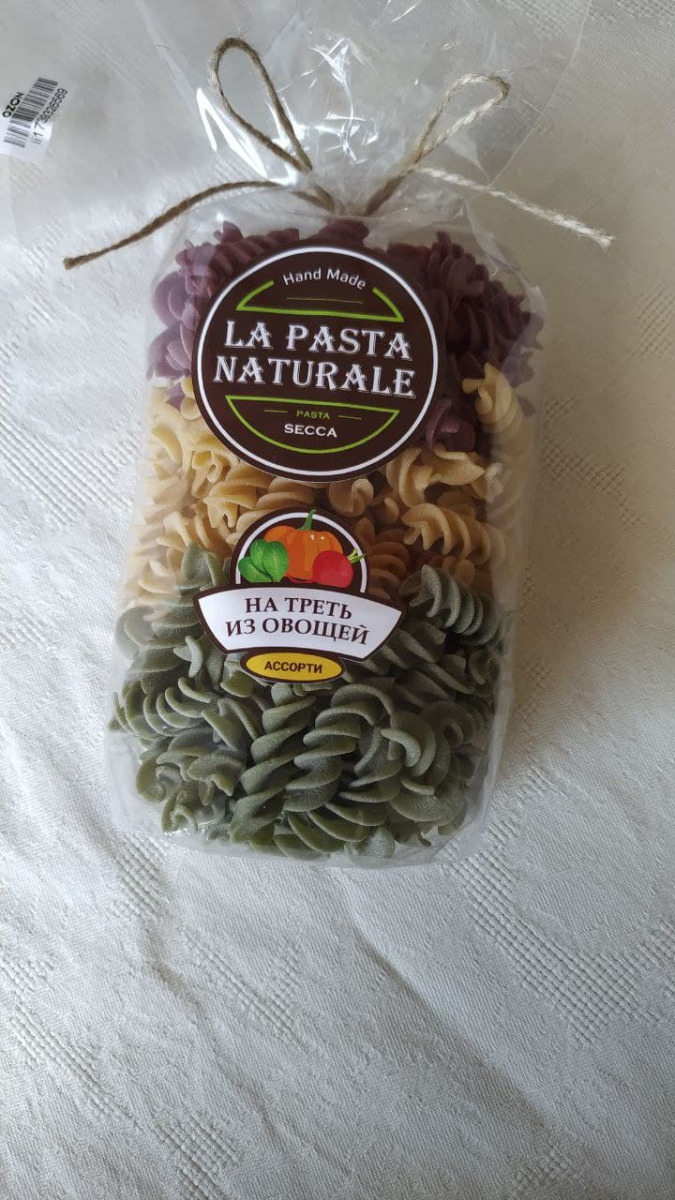 OZON
Hand Made
LA PASTA
NATURALE
PASTA
SECCA
НА ТРЕТЬ
ИЗ ОВОЩЕЙ
АССОРТИ